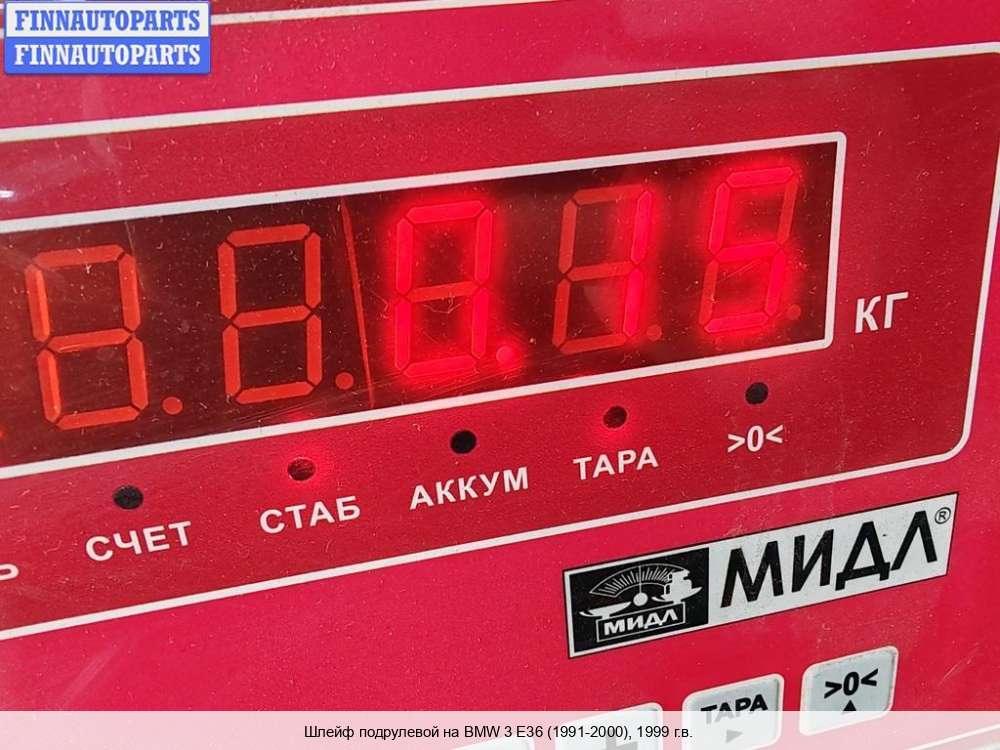 FINNAUTOPARTS
FINNAUTOPARTS
0.15
КГ
СЧЕТ
СТАБ
АККУМ
ТАРА
>0<
МИДЛ
МИДЛ®
ТАРА
>0<
Шлейф подрулевой на BMW 3 E36 (1991-2000), 1999 г.в.